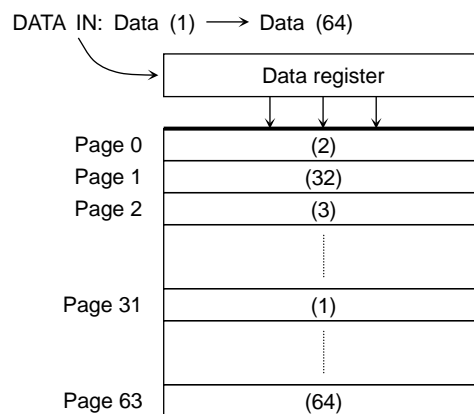 DATA IN: Data (1) ⟶ Data (64)
Data register
Page 0 (2)
Page 1 (32)
Page 2 (3)
Page 31 (1)
Page 63 (64)